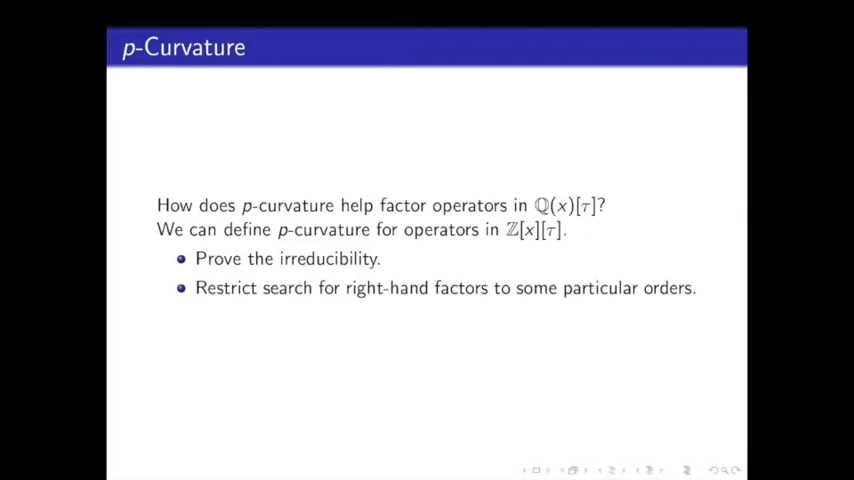 p-Curvature
How does p-curvature help factor operators in ℚ(x)[τ]?
We can define p-curvature for operators in ℤ[x][τ].
Prove the irreducibility.
Restrict search for right-hand factors to some particular orders.